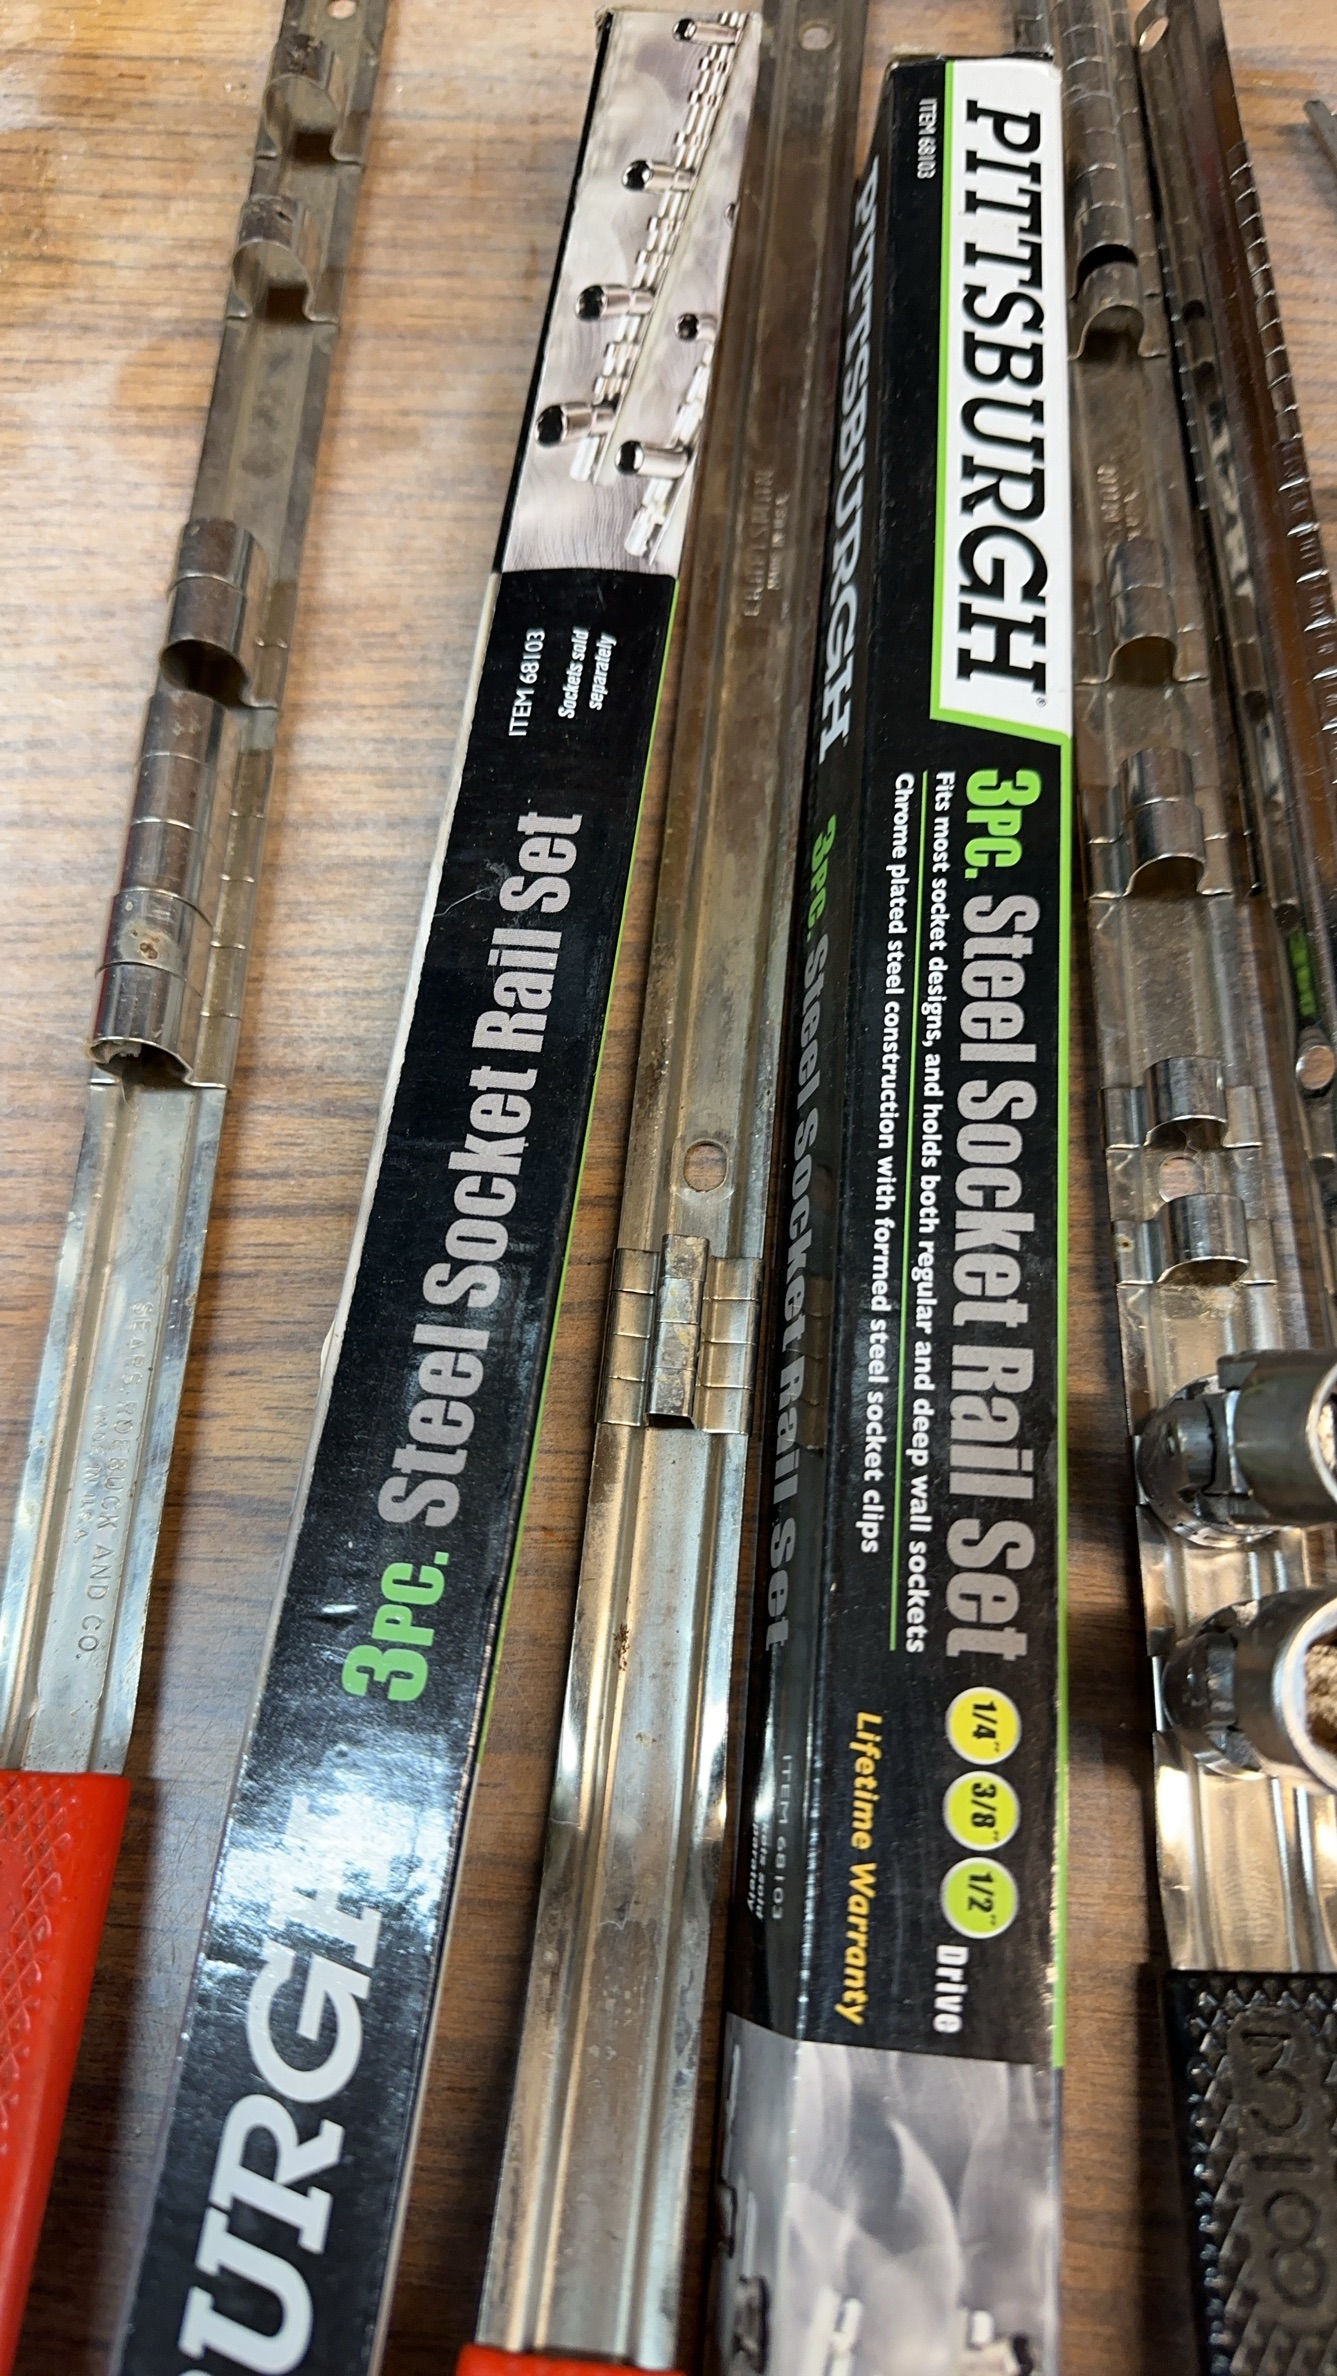 SEARS, ROEBUCK AND CO.
MADE IN U.S.A.
ITEM 68103
Sockets sold
separately
3PC. Steel Socket Rail Set
URGH
PITTSBURGH
3PC. Steel Socket Rail Set
ITEM 68103
ITEM 68103
PITTSBURGH®
3PC. Steel Socket Rail Set
1/4" 3/8" 1/2" Drive
Fits most socket designs, and holds both regular and deep wall sockets
Chrome plated steel construction with formed steel socket clips
Lifetime Warranty